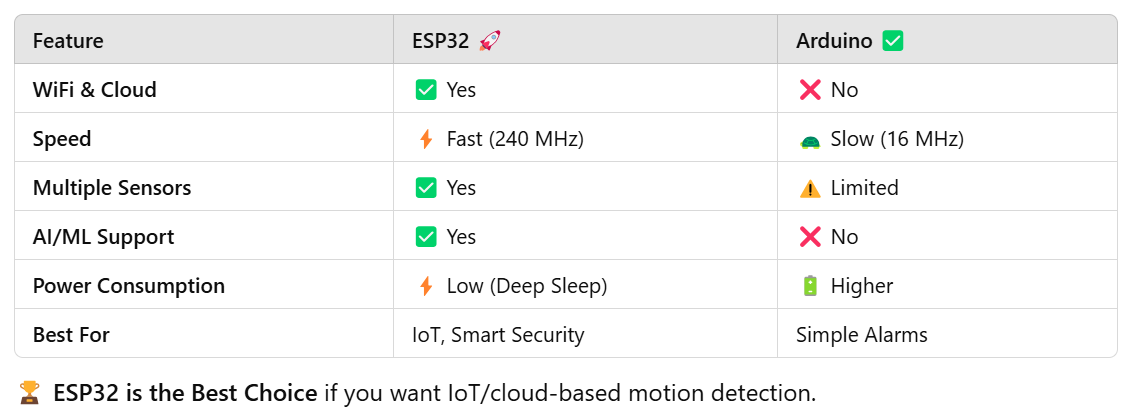 Feature ESP32 🚀 Arduino ✅
WiFi & Cloud ✅ Yes ❌ No
Speed ⚡ Fast (240 MHz) 🐢 Slow (16 MHz)
Multiple Sensors ✅ Yes ⚠️ Limited
AI/ML Support ✅ Yes ❌ No
Power Consumption ⚡ Low (Deep Sleep) 🔋 Higher
Best For IoT, Smart Security Simple Alarms
🏆 ESP32 is the Best Choice if you want IoT/cloud-based motion detection.